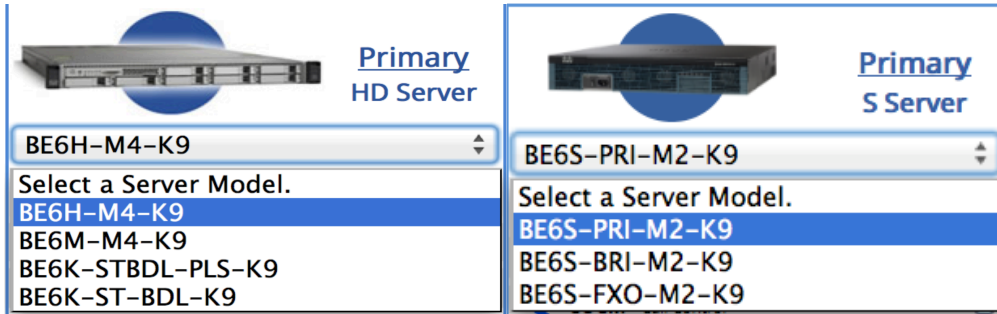 Primary
HD Server
BE6H-M4-K9
Select a Server Model.
BE6H-M4-K9
BE6M-M4-K9
BE6K-STBDL-PLS-K9
BE6K-ST-BDL-K9
Primary
S Server
BE6S-PRI-M2-K9
Select a Server Model.
BE6S-PRI-M2-K9
BE6S-BRI-M2-K9
BE6S-FXO-M2-K9